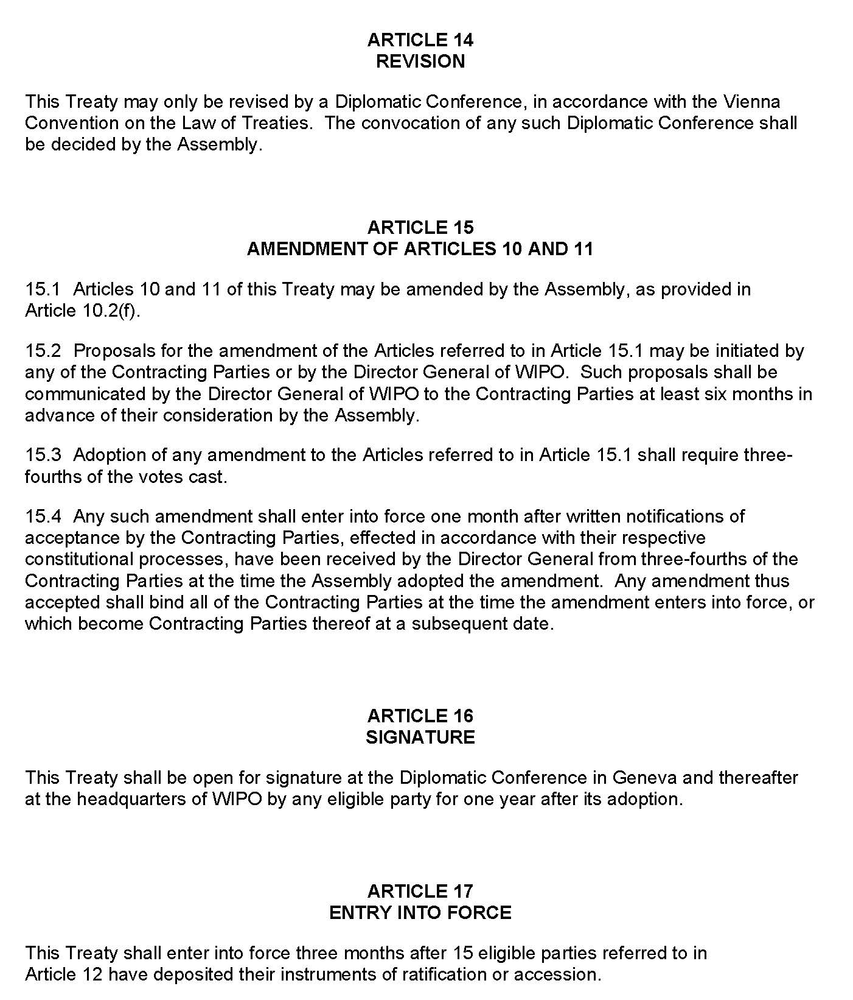 ARTICLE 14
REVISION
This Treaty may only be revised by a Diplomatic Conference, in accordance with the Vienna
Convention on the Law of Treaties.  The convocation of any such Diplomatic Conference shall
be decided by the Assembly.
ARTICLE 15
AMENDMENT OF ARTICLES 10 AND 11
15.1  Articles 10 and 11 of this Treaty may be amended by the Assembly, as provided in
Article 10.2(f).
15.2  Proposals for the amendment of the Articles referred to in Article 15.1 may be initiated by
any of the Contracting Parties or by the Director General of WIPO.  Such proposals shall be
communicated by the Director General of WIPO to the Contracting Parties at least six months in
advance of their consideration by the Assembly.
15.3  Adoption of any amendment to the Articles referred to in Article 15.1 shall require three-
fourths of the votes cast.
15.4  Any such amendment shall enter into force one month after written notifications of
acceptance by the Contracting Parties, effected in accordance with their respective
constitutional processes, have been received by the Director General from three-fourths of the
Contracting Parties at the time the Assembly adopted the amendment.  Any amendment thus
accepted shall bind all of the Contracting Parties at the time the amendment enters into force, or
which become Contracting Parties thereof at a subsequent date.
ARTICLE 16
SIGNATURE
This Treaty shall be open for signature at the Diplomatic Conference in Geneva and thereafter
at the headquarters of WIPO by any eligible party for one year after its adoption.
ARTICLE 17
ENTRY INTO FORCE
This Treaty shall enter into force three months after 15 eligible parties referred to in
Article 12 have deposited their instruments of ratification or accession.